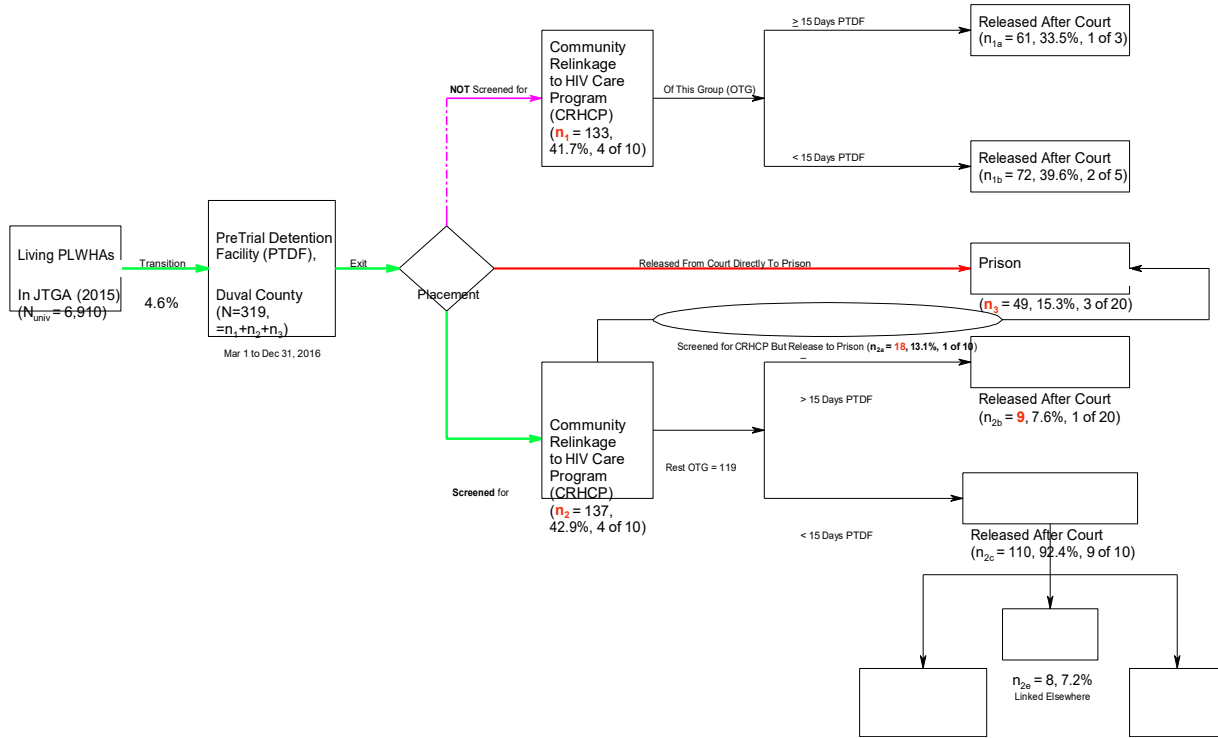 Living PLWHAs
In JTGA (2015)
(Nuniv = 6,910)
Transition
4.6%
PreTrial Detention
Facility (PTDF),
Duval County
(N=319,
=n1+n2+n3)
Mar 1 to Dec 31, 2016
Exit
Placement
NOT Screened for
Community
Relinkage
to HIV Care
Program
(CRHCP)
(n1 = 133,
41.7%, 4 of 10)
Of This Group (OTG)
≥ 15 Days PTDF
Released After Court
(n1a = 61, 33.5%, 1 of 3)
< 15 Days PTDF
Released After Court
(n1b = 72, 39.6%, 2 of 5)
Released From Court Directly To Prison
Prison
(n3 = 49, 15.3%, 3 of 20)
Screened for CRHCP But Release to Prison (n2a = 18, 13.1%, 1 of 10)
Screened for
Community
Relinkage
to HIV Care
Program
(CRHCP)
(n2 = 137,
42.9%, 4 of 10)
Rest OTG = 119
> 15 Days PTDF
Released After Court
(n2b = 9, 7.6%, 1 of 20)
< 15 Days PTDF
Released After Court
(n2c = 110, 92.4%, 9 of 10)
n2e = 8, 7.2%
Linked Elsewhere